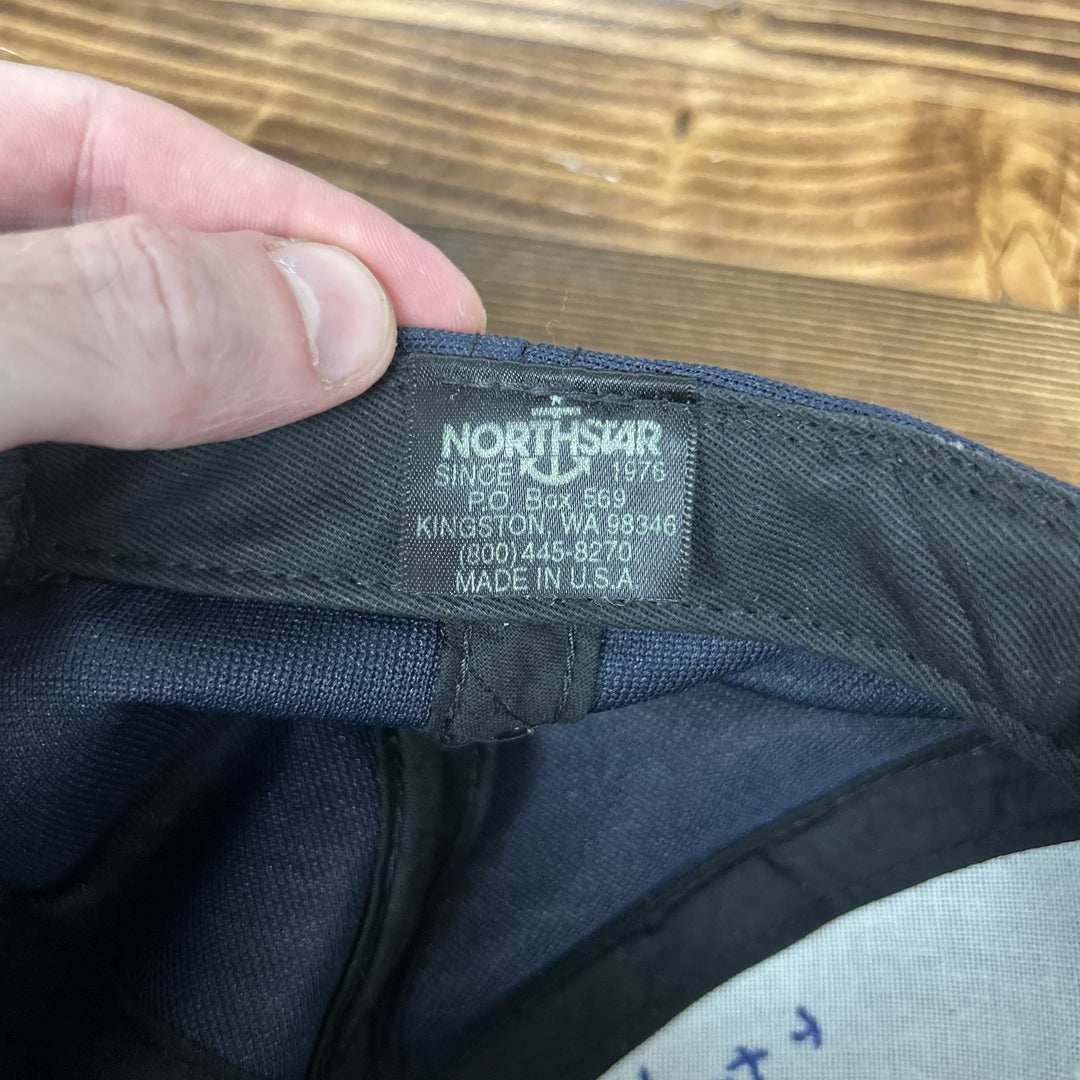 NORTHSTAR
SINCE 1976
P.O. Box 569
KINGSTON, WA 98346
(800) 445-8270
MADE IN U.S.A